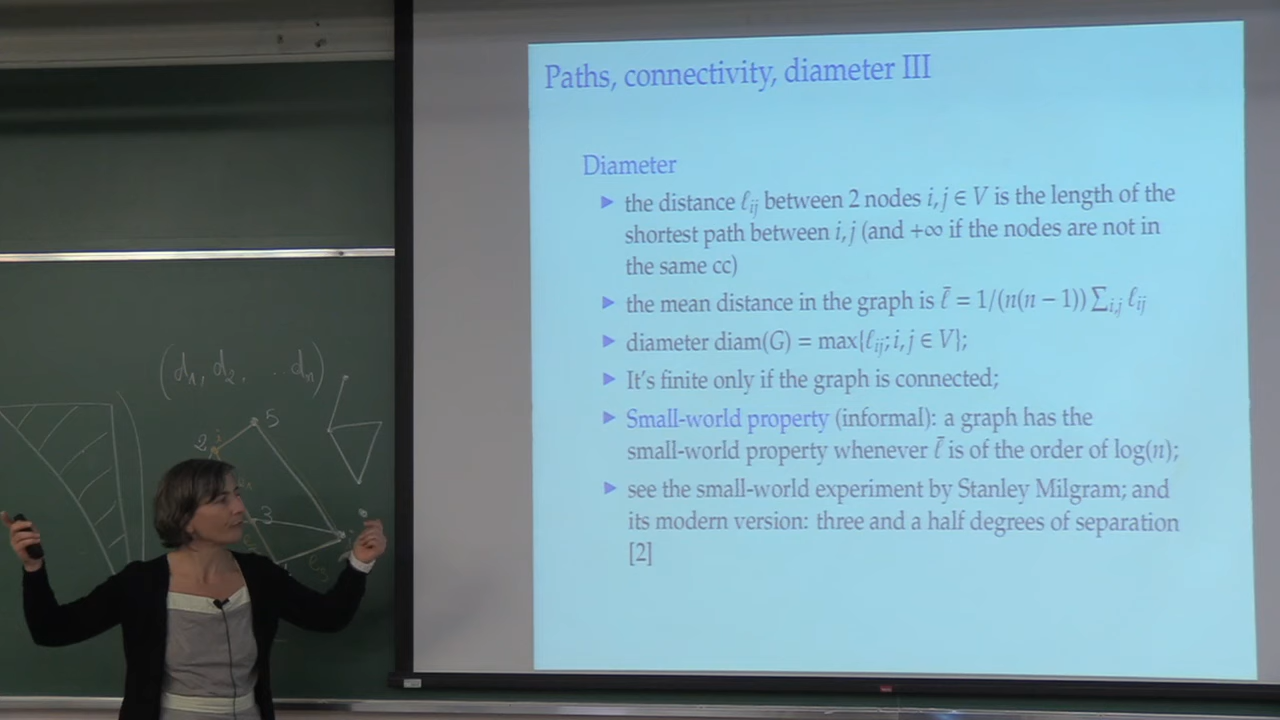 Paths, connectivity, diameter III
Diameter
▶ the distance ℓij between 2 nodes i, j ∈ V is the length of the
shortest path between i, j (and +∞ if the nodes are not in
the same cc)
▶ the mean distance in the graph is ℓ̄ = 1/(n(n − 1)) ∑i,j ℓij
▶ diameter diam(G) = max{ℓij; i, j ∈ V};
▶ It's finite only if the graph is connected;
▶ Small-world property (informal): a graph has the
small-world property whenever ℓ̄ is of the order of log(n);
▶ see the small-world experiment by Stanley Milgram; and
its modern version: three and a half degrees of separation
[2]
(d1, d2, ... dn)
5
2
3